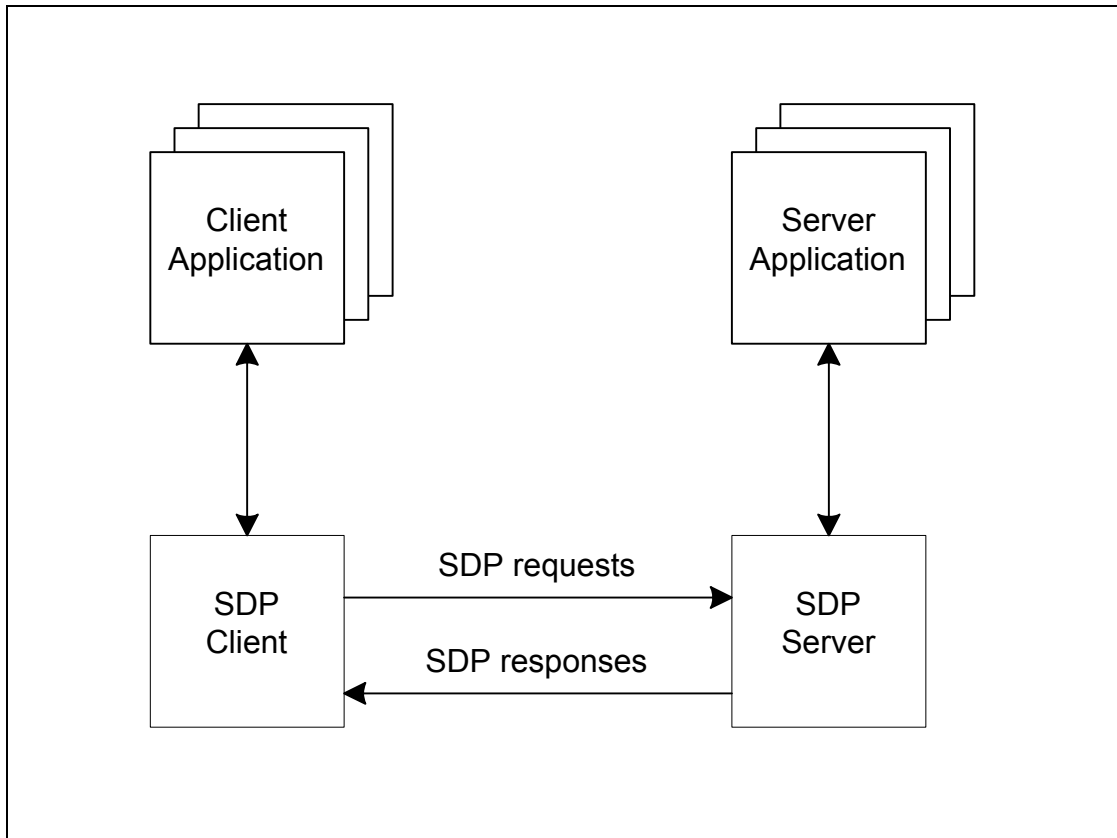 Client
Application
Server
Application
SDP requests
SDP
Client
SDP
Server
SDP responses